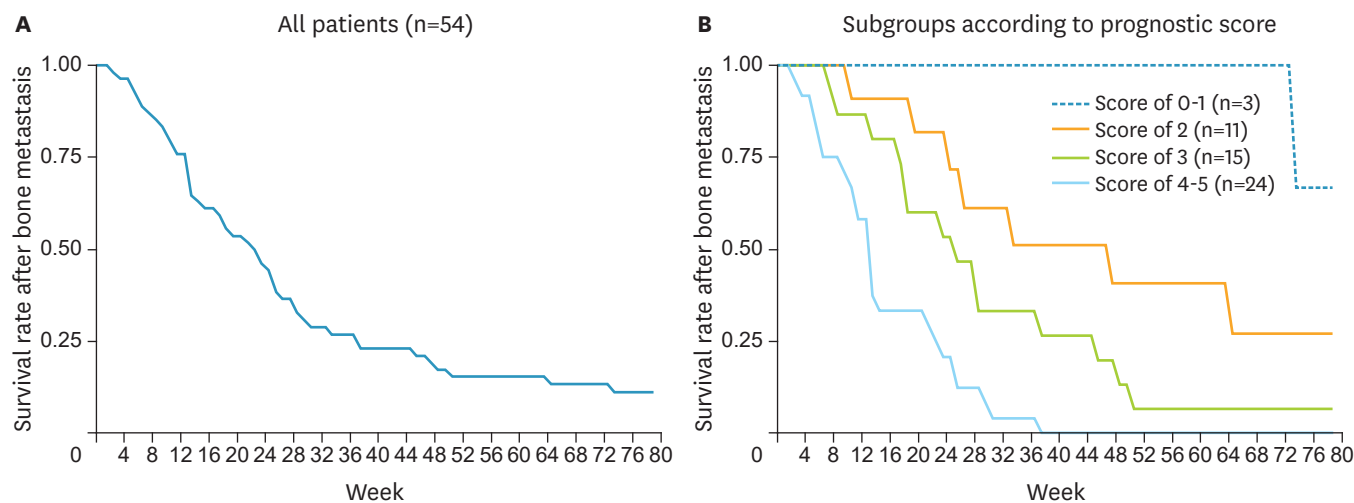 A
All patients (n=54)
Survival rate after bone metastasis
1.00
0.75
0.50
0.25
0
4 8 12 16 20 24 28 32 36 40 44 48 52 56 60 64 68 72 76 80
Week
B
Subgroups according to prognostic score
Survival rate after bone metastasis
1.00
0.75
0.50
0.25
0
4 8 12 16 20 24 28 32 36 40 44 48 52 56 60 64 68 72 76 80
Week
Score of 0-1 (n=3)
Score of 2 (n=11)
Score of 3 (n=15)
Score of 4-5 (n=24)